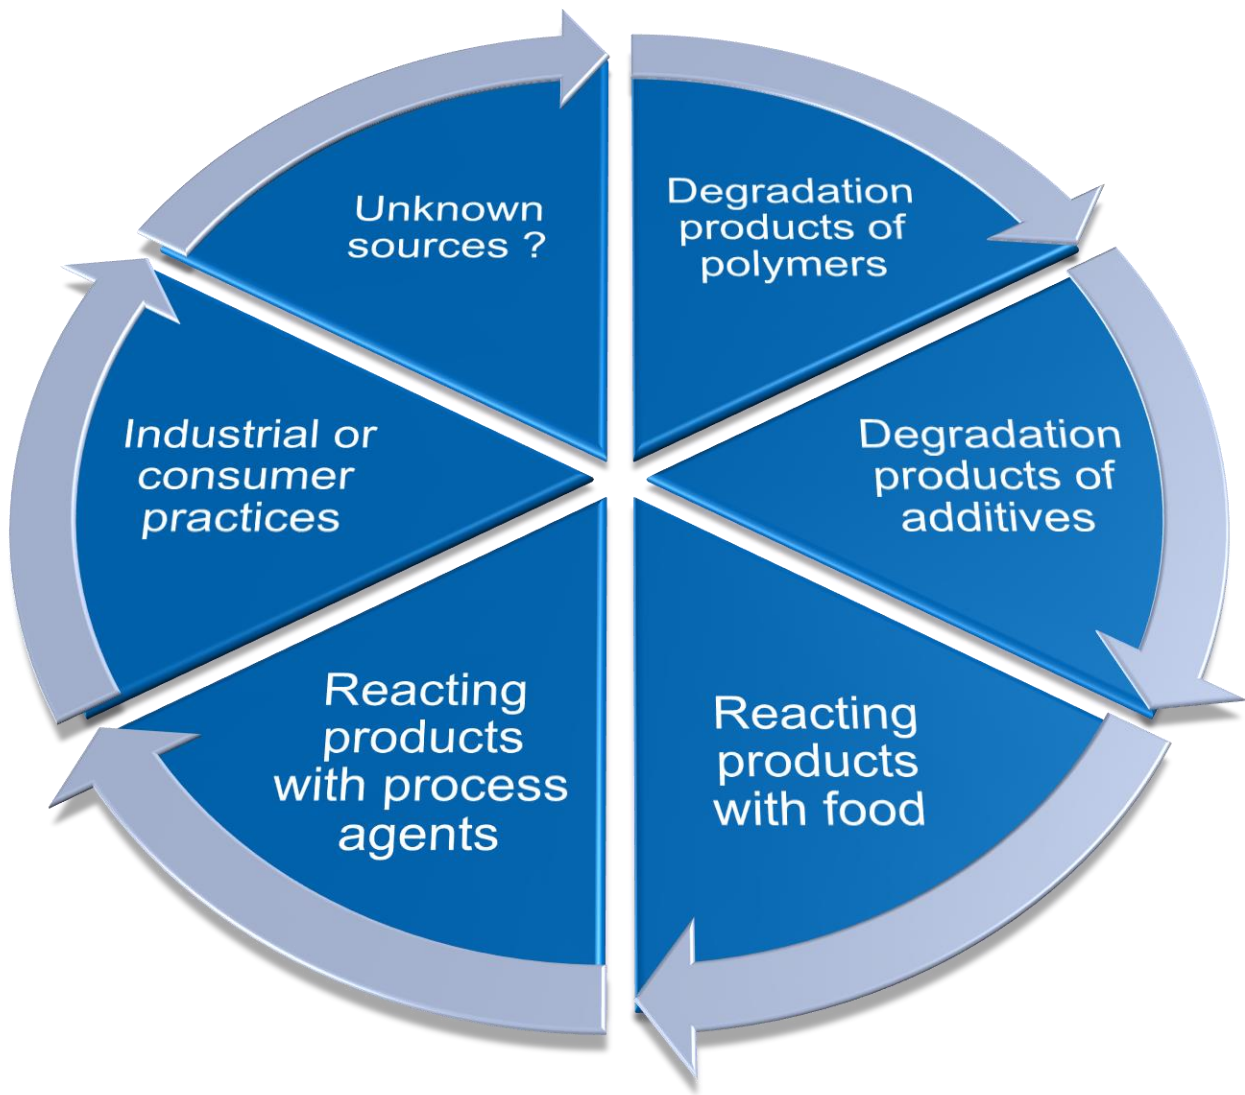 Degradation
products of
polymers
Degradation
products of
additives
Reacting
products
with food
Reacting
products
with process
agents
Industrial or
consumer
practices
Unknown
sources ?